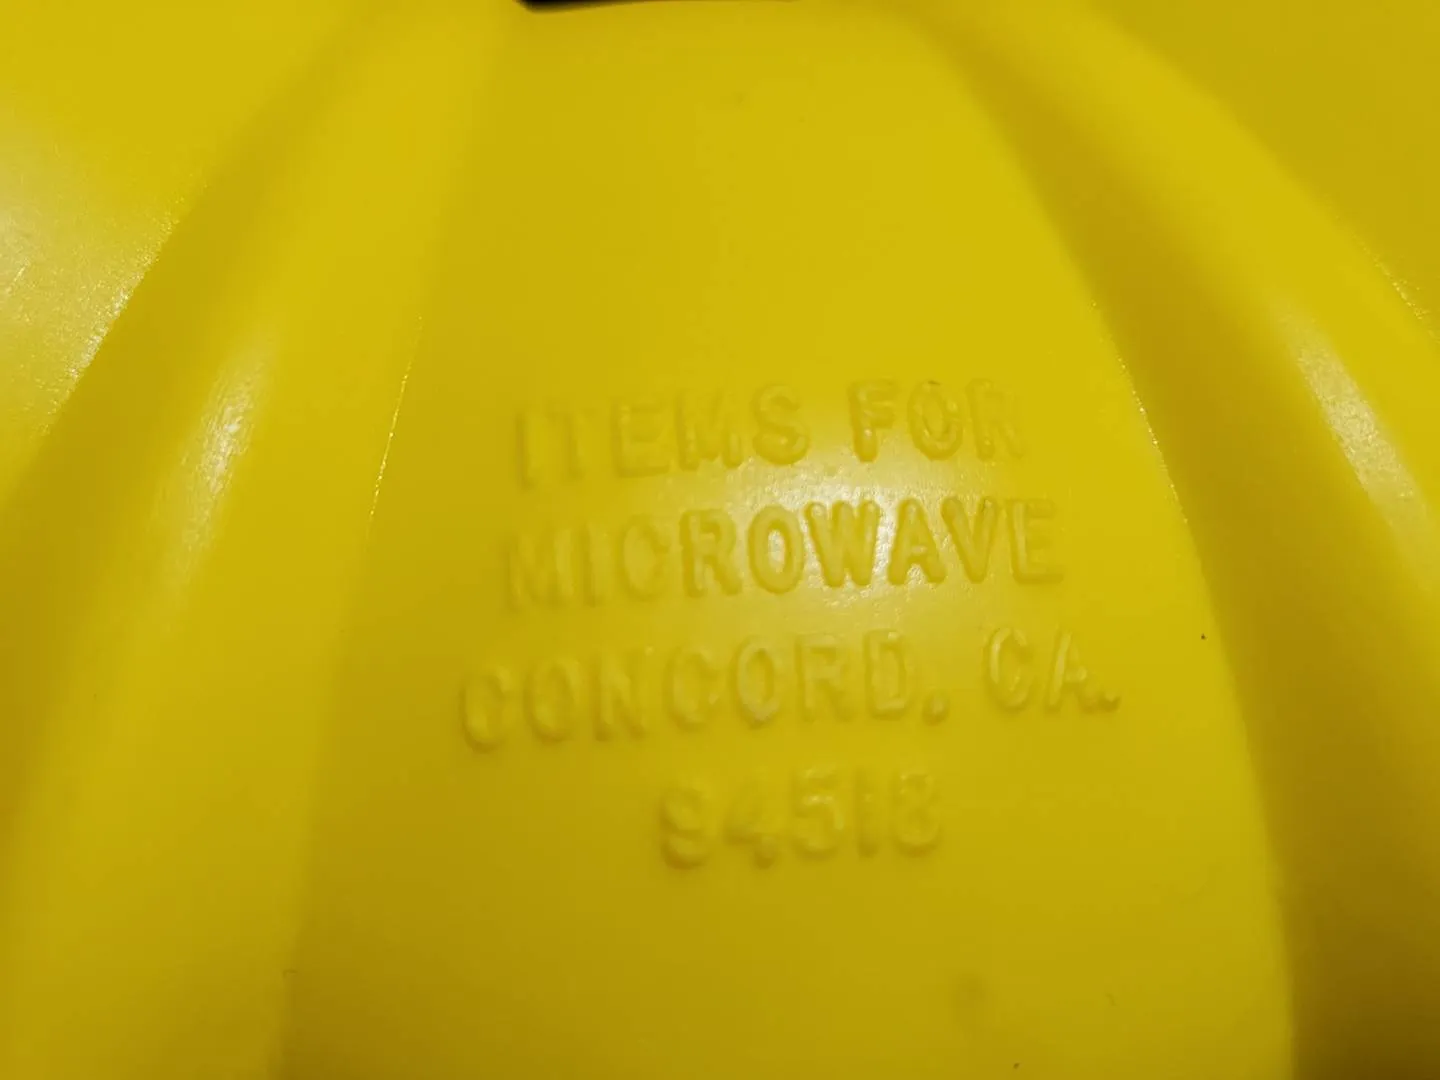 ITEMS FOR
MICROWAVE
CONCORD, CA.
94518